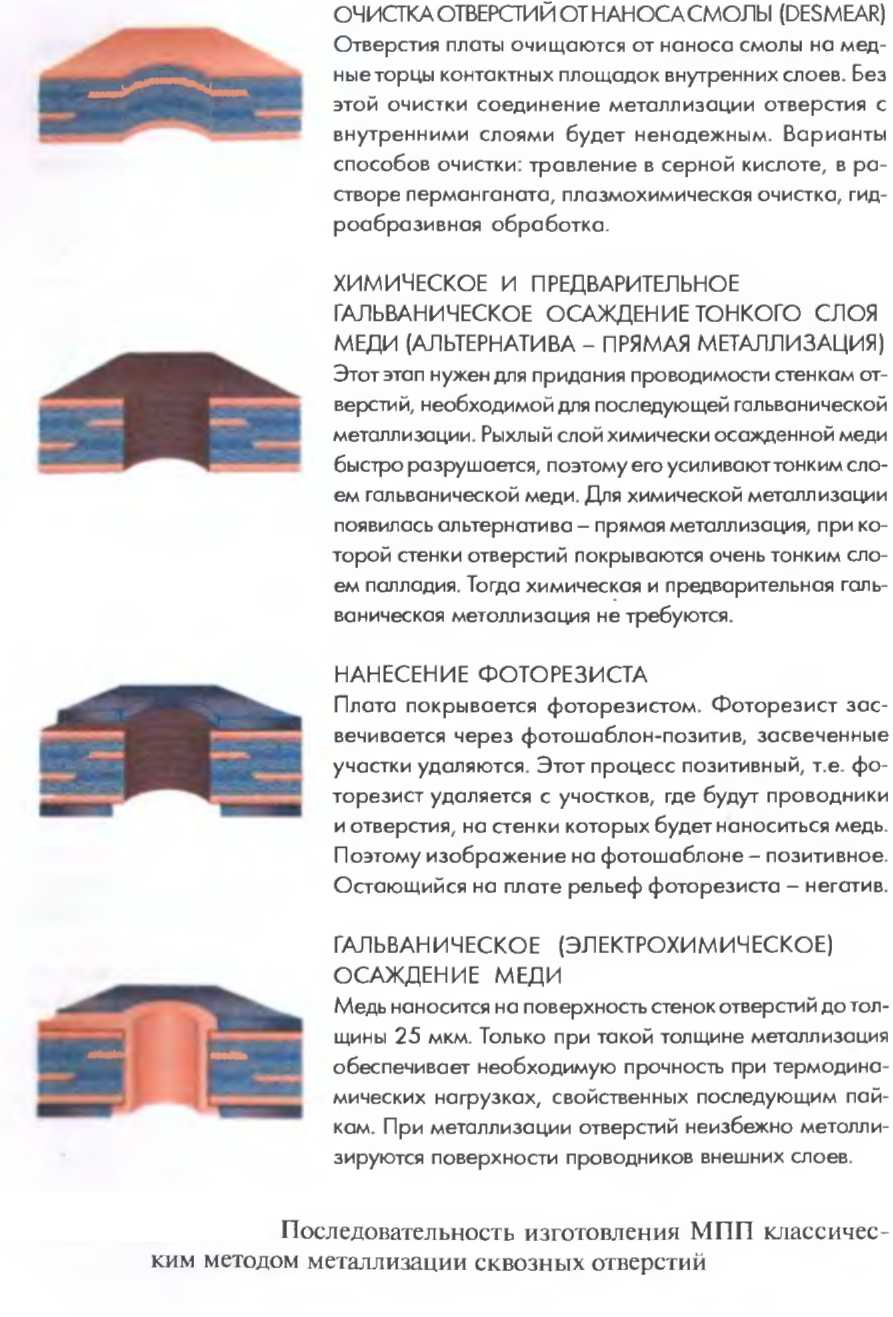 ОЧИСТКА ОТВЕРСТИЙ ОТ НАНОСА СМОЛЫ (DESMEAR)
Отверстия платы очищаются от наноса смолы на мед-
ные торцы контактных площадок внутренних слоев. Без
этой очистки соединение металлизации отверстия с
внутренними слоями будет ненадежным. Варианты
способов очистки: травление в серной кислоте, в ра-
створе перманганата, плазмохимическая очистка, гид-
роабразивная обработка.
ХИМИЧЕСКОЕ И ПРЕДВАРИТЕЛЬНОЕ
ГАЛЬВАНИЧЕСКОЕ ОСАЖДЕНИЕ ТОНКОГО СЛОЯ
МЕДИ (АЛЬТЕРНАТИВА – ПРЯМАЯ МЕТАЛЛИЗАЦИЯ)
Этот этап нужен для придания проводимости стенкам от-
верстий, необходимой для последующей гальванической
металлизации. Рыхлый слой химически осажденной меди
быстро разрушается, поэтому его усиливают тонким сло-
ем гальванической меди. Для химической металлизации
появилась альтернатива – прямая металлизация, при ко-
торой стенки отверстий покрываются очень тонким сло-
ем палладия. Тогда химическая и предварительная галь-
ваническая метоллизация не требуются.
НАНЕСЕНИЕ ФОТОРЕЗИСТА
Плата покрывается фоторезистом. Фоторезист зас-
вечивается через фотошаблон-позитив, засвеченные
участки удаляются. Этот процесс позитивный, т.е. фо-
торезист удаляется с участков, где будут проводники
и отверстия, на стенки которых будет наноситься медь.
Поэтому изображение на фотошаблоне – позитивное.
Остающийся на плате рельеф фоторезиста – негатив.
ГАЛЬВАНИЧЕСКОЕ (ЭЛЕКТРОХИМИЧЕСКОЕ)
ОСАЖДЕНИЕ МЕДИ
Медь наносится на поверхность стенок отверстий до тол-
щины 25 мкм. Только при такой толщине металлизация
обеспечивает необходимую прочность при термодина-
мических нагрузках, свойственных последующим пай-
кам. При металлизации отверстий неизбежно метолли-
зируются поверхности проводников внешних слоев.
Последовательность изготовления МПП классичес-
ким методом металлизации сквозных отверстий